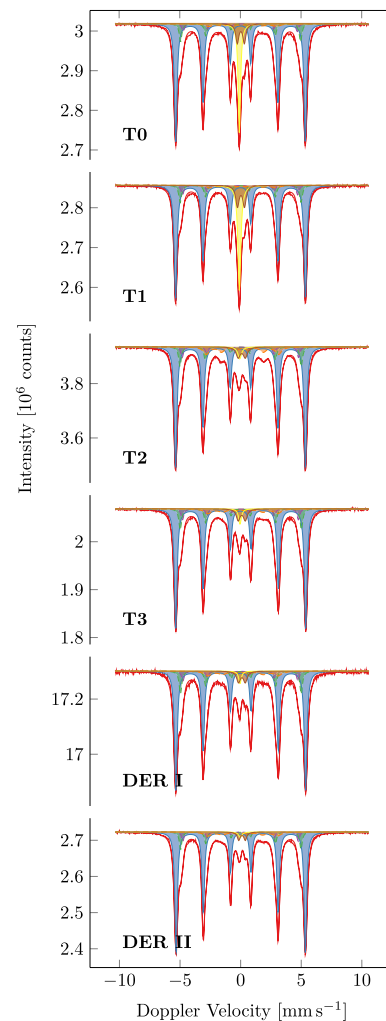 3
2.9
2.8
2.7
T0
2.8
2.7
2.6
T1
Intensity [10⁶ counts]
3.8
3.6
T2
2
1.9
1.8
T3
17.2
17
DER I
2.7
2.6
2.5
2.4
DER II
−10 −5 0 5 10
Doppler Velocity [mm s⁻¹]